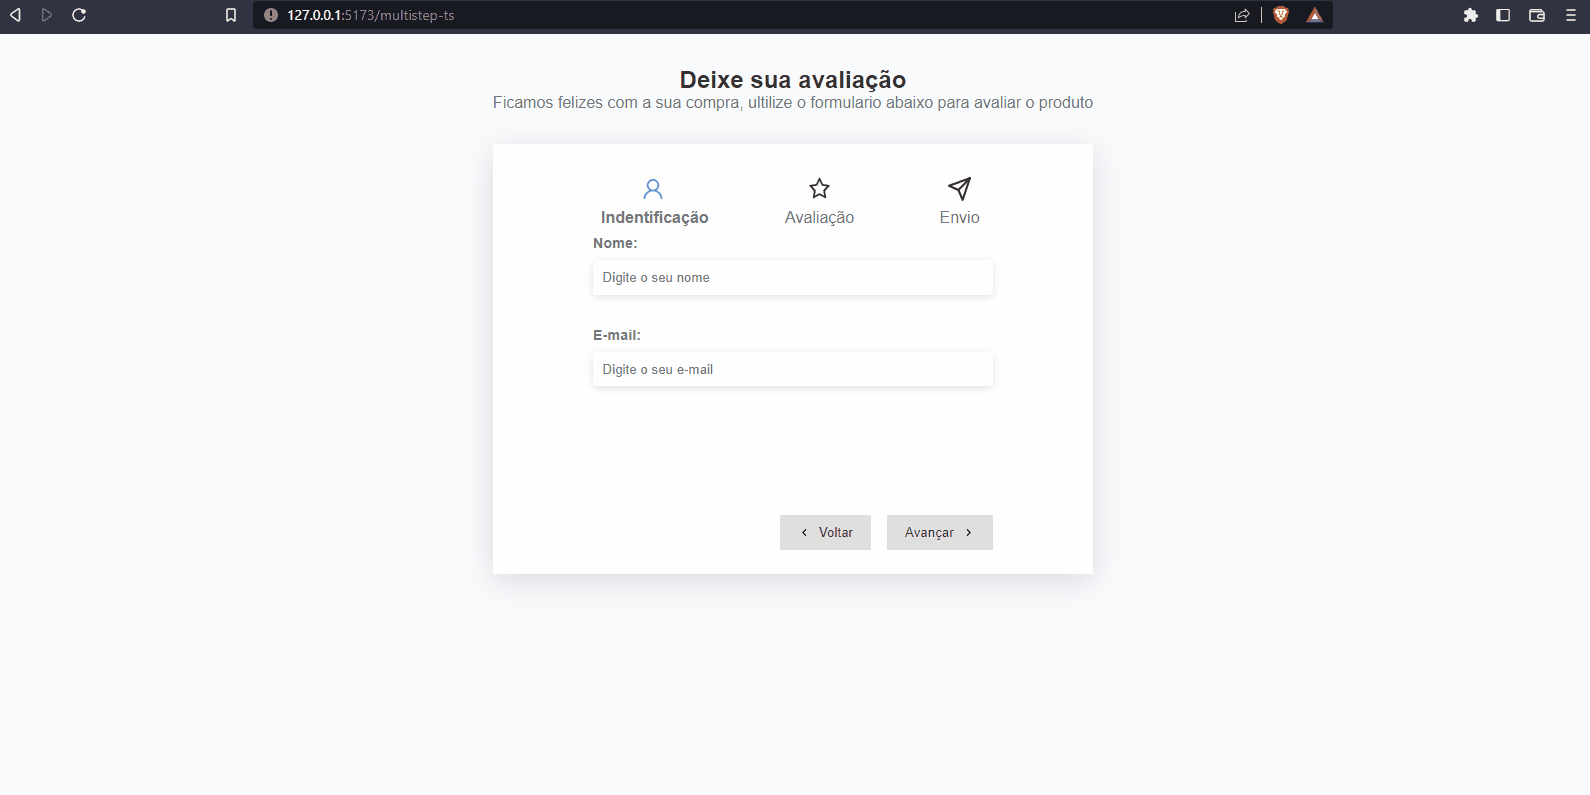 127.0.0.1:5173/multistep-ts
Deixe sua avaliação
Ficamos felizes com a sua compra, ultilize o formulario abaixo para avaliar o produto
Indentificação Avaliação Envio
Nome:
Digite o seu nome
E-mail:
Digite o seu e-mail
Voltar Avançar